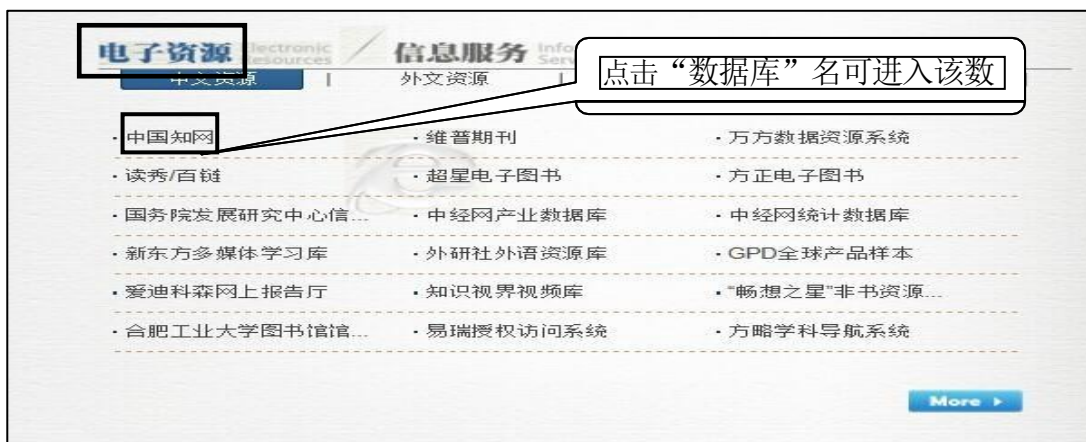 电子资源 Electronic Resources 信息服务
中文资源 | 外文资源 |
点击“数据库”名可进入该数
·中国知网 ·维普期刊 ·万方数据资源系统
·读秀/百链 ·超星电子图书 ·方正电子图书
·国务院发展研究中心信... ·中经网产业数据库 ·中经网统计数据库
·新东方多媒体学习库 ·外研社外语资源库 ·GPD全球产品样本
·爱迪科森网上报告厅 ·知识视界视频库 ·“畅想之星”非书资源...
·合肥工业大学图书馆馆... ·易瑞授权访问系统 ·方略学科导航系统
More